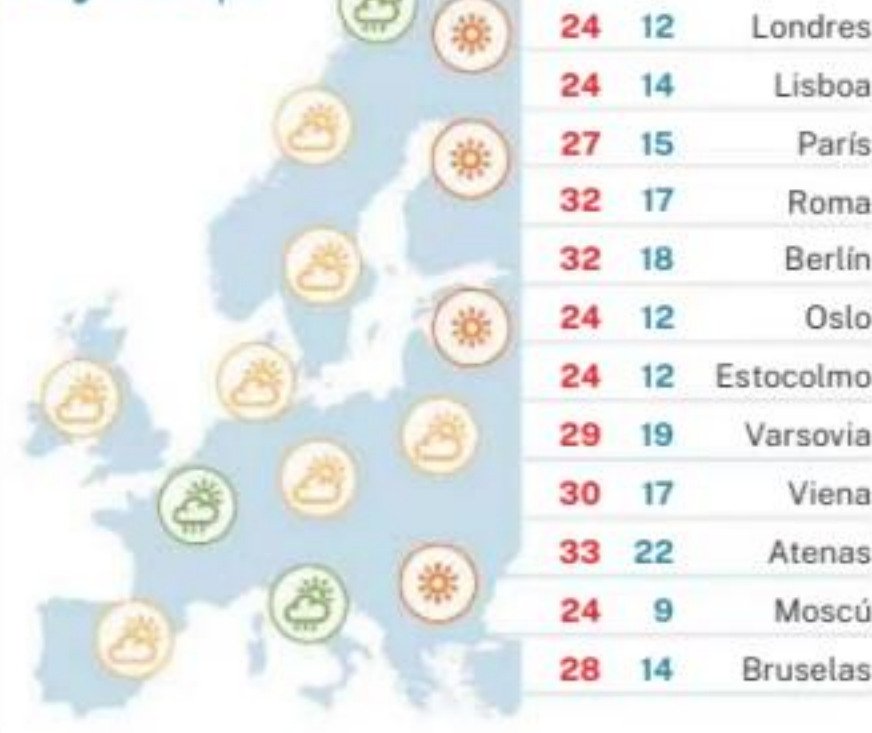 24 12 Londres
24 14 Lisboa
27 15 París
32 17 Roma
32 18 Berlín
24 12 Oslo
24 12 Estocolmo
29 19 Varsovia
30 17 Viena
33 22 Atenas
24 9 Moscú
28 14 Bruselas